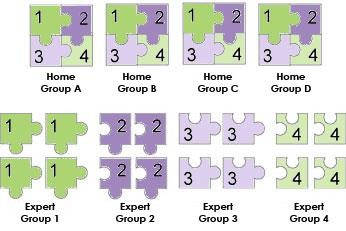 1 2 1 2 1 2 1 2
3 4 3 4 3 4 3 4
Home Home Home Home
Group A Group B Group C Group D
1 1 2 2 3 3 4 4
1 1 2 2 3 3 4 4
Expert Expert Expert Expert
Group 1 Group 2 Group 3 Group 4